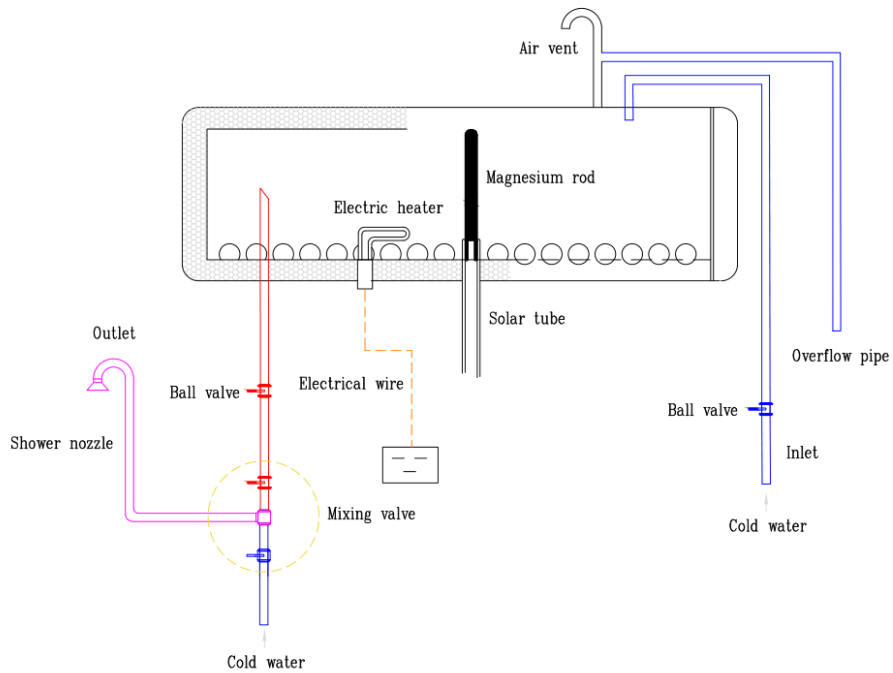 Air vent
Magnesium rod
Electric heater
Solar tube
Outlet
Overflow pipe
Ball valve
Electrical wire
Ball valve
Shower nozzle
Inlet
Mixing valve
Cold water
Cold water